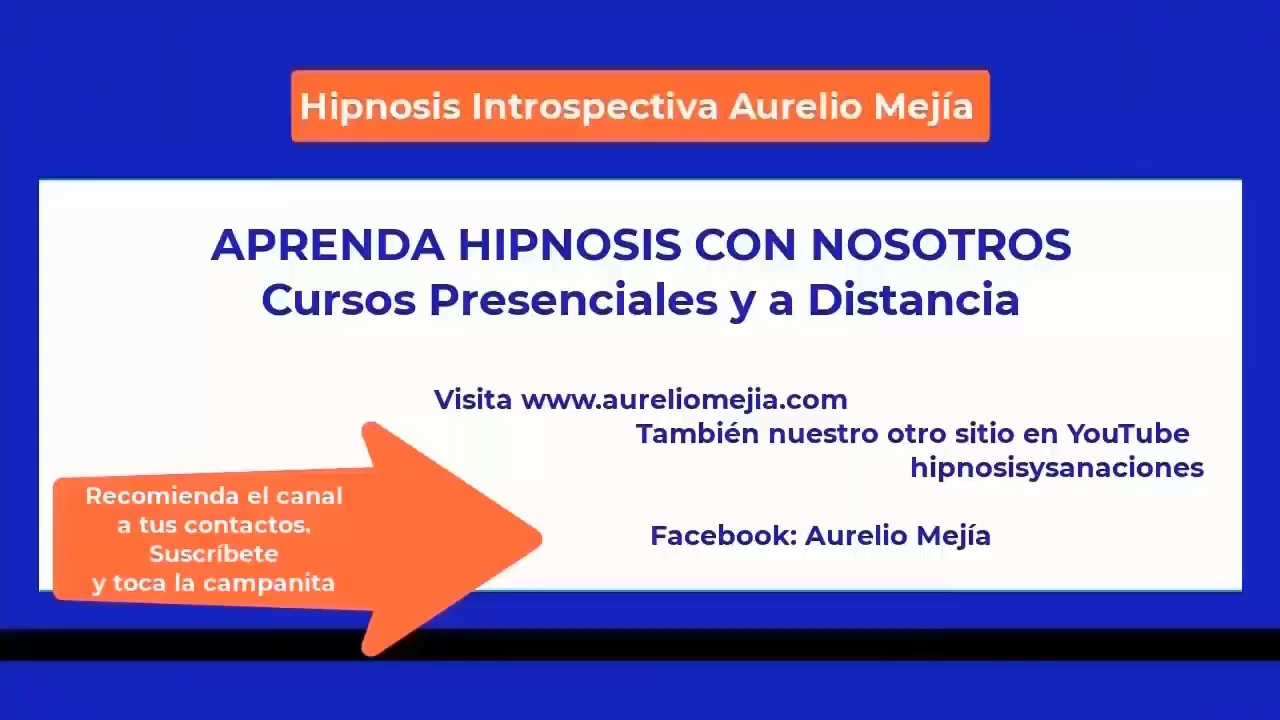 Hipnosis Introspectiva Aurelio Mejía
APRENDA HIPNOSIS CON NOSOTROS
Cursos Presenciales y a Distancia
Visita www.aureliomejia.com
También nuestro otro sitio en YouTube
hipnosisysanaciones
Facebook: Aurelio Mejía
Recomienda el canal
a tus contactos.
Suscríbete
y toca la campanita